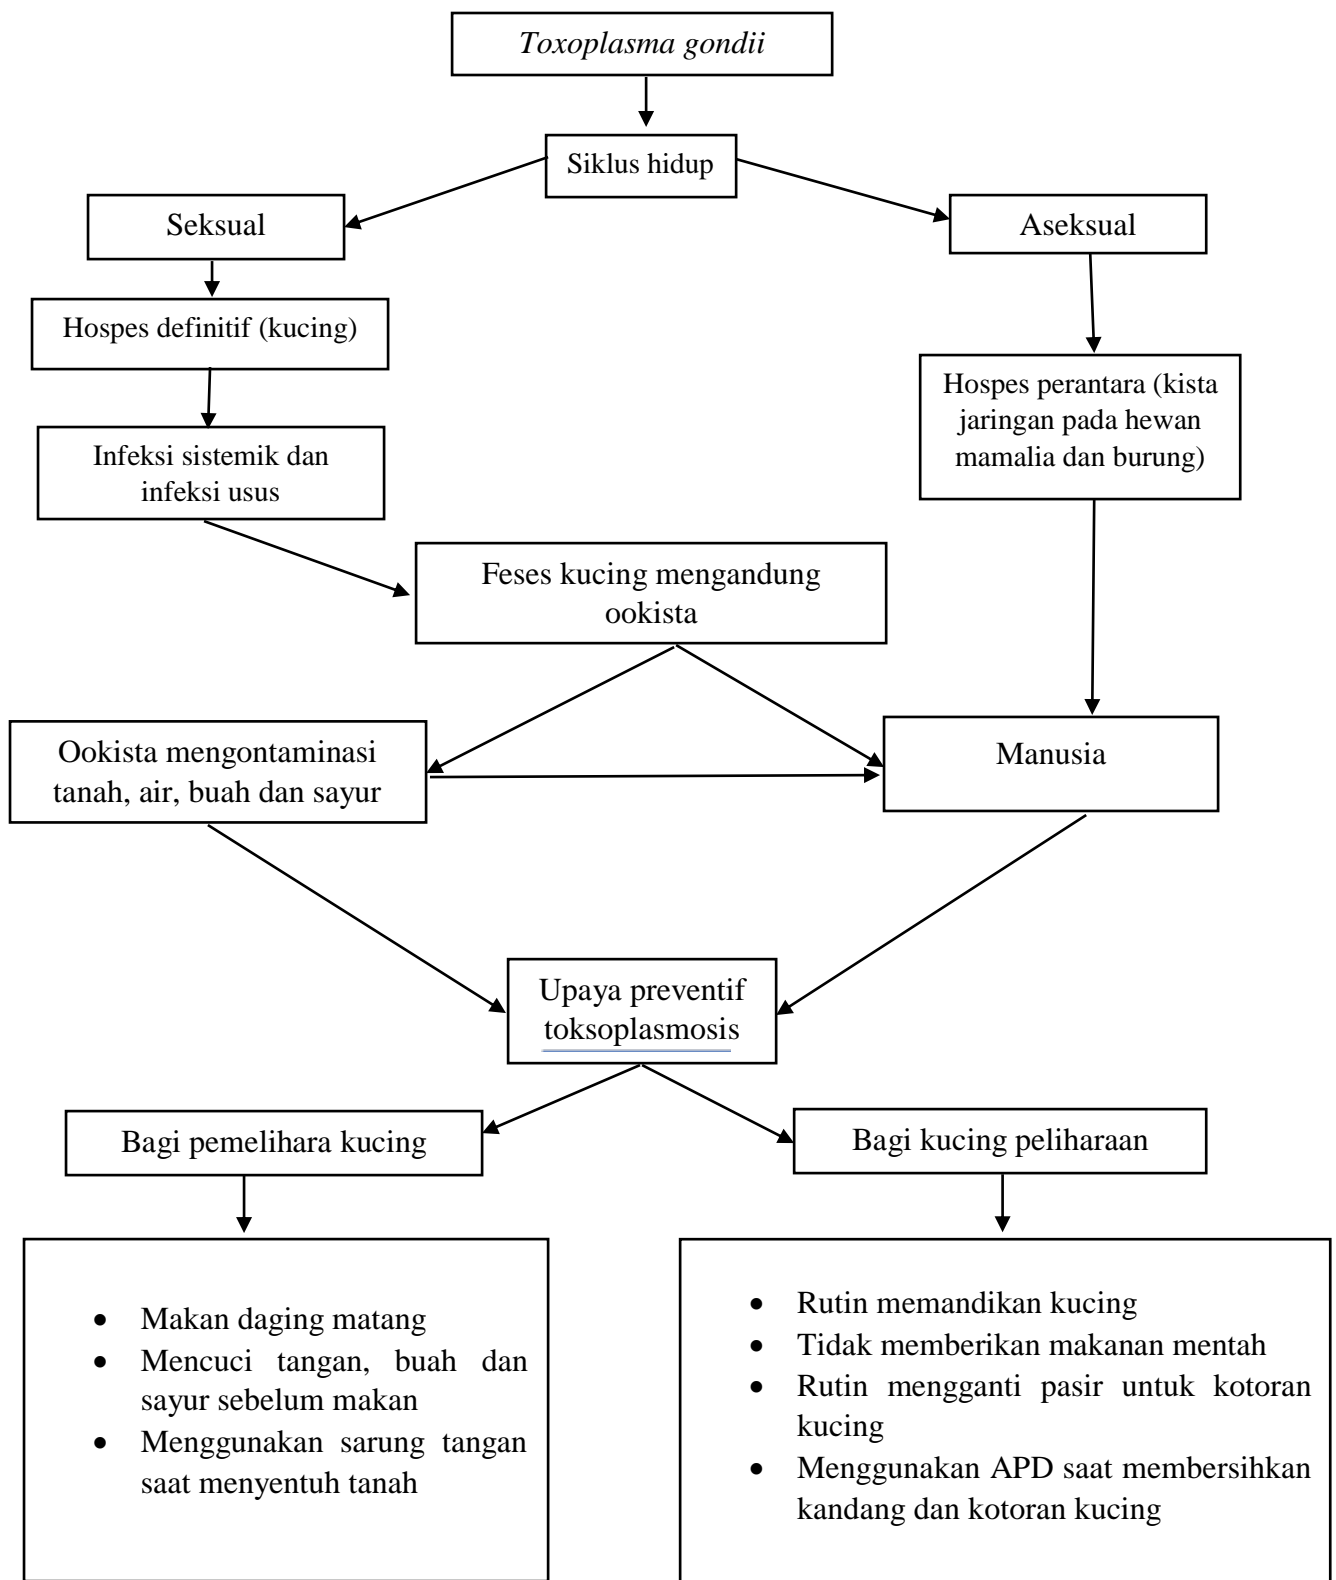 Toxoplasma gondii
Siklus hidup
Seksual
Aseksual
Hospes definitif (kucing)
Hospes perantara (kista
jaringan pada hewan
mamalia dan burung)
Infeksi sistemik dan
infeksi usus
Feses kucing mengandung
ookista
Ookista mengontaminasi
tanah, air, buah dan sayur
Manusia
Upaya preventif
toksoplasmosis
Bagi pemelihara kucing
Bagi kucing peliharaan
• Makan daging matang
• Mencuci tangan, buah dan
sayur sebelum makan
• Menggunakan sarung tangan
saat menyentuh tanah
• Rutin memandikan kucing
• Tidak memberikan makanan mentah
• Rutin mengganti pasir untuk kotoran
kucing
• Menggunakan APD saat membersihkan
kandang dan kotoran kucing